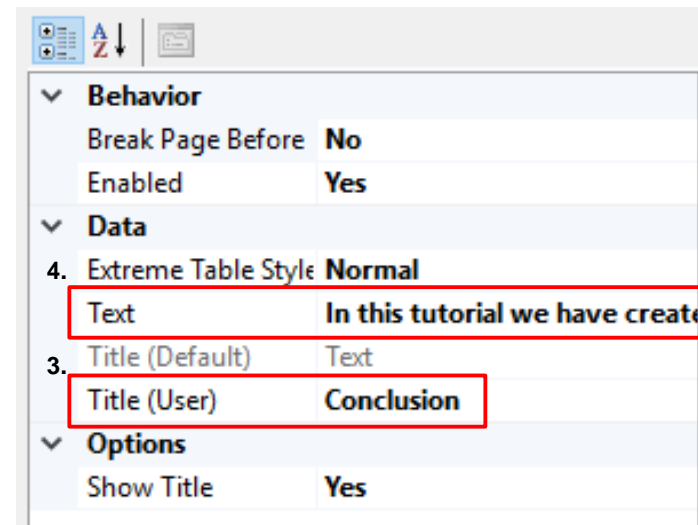 Behavior
Break Page Before No
Enabled Yes
Data
4. Extreme Table Style Normal
Text In this tutorial we have create
3. Title (Default) Text
Title (User) Conclusion
Options
Show Title Yes